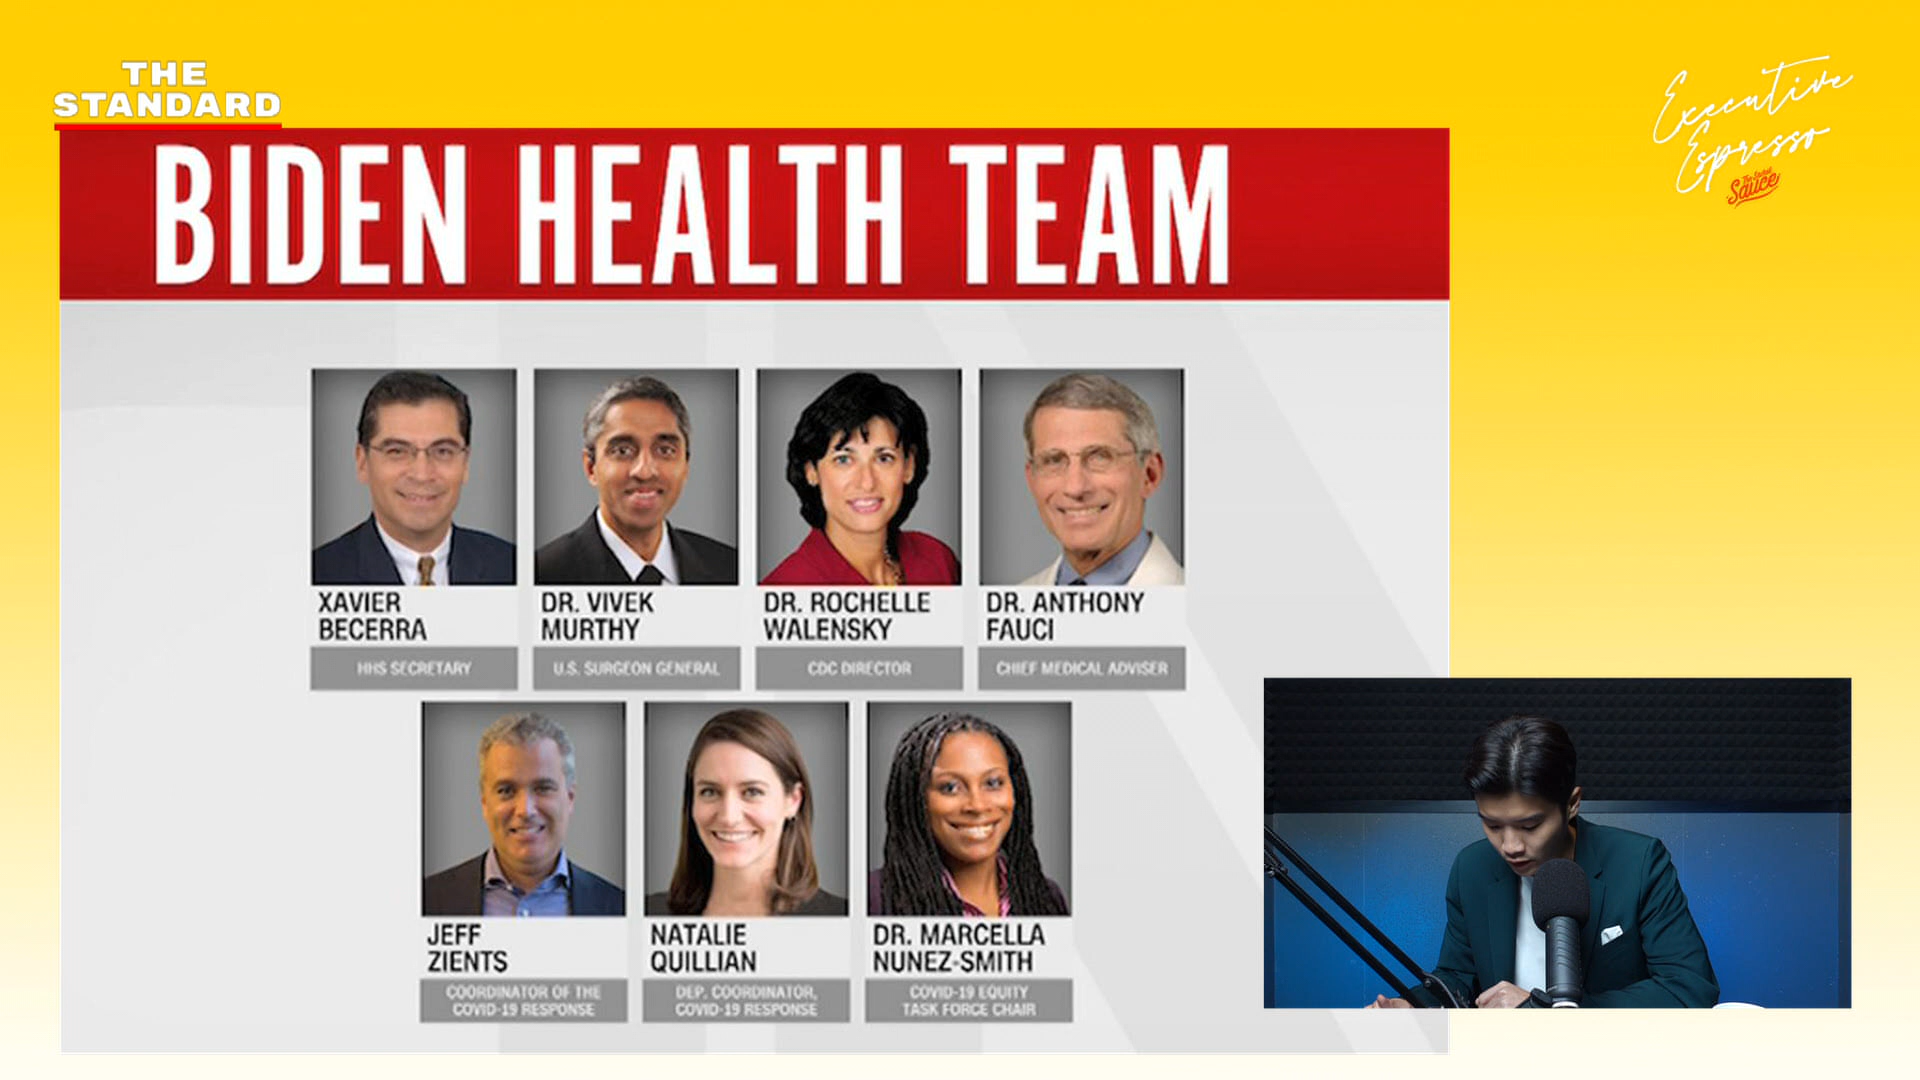 THE
STANDARD
Executive
Espresso
The Secret
Sauce
BIDEN HEALTH TEAM
XAVIER
BECERRA
HHS SECRETARY
DR. VIVEK
MURTHY
U.S. SURGEON GENERAL
DR. ROCHELLE
WALENSKY
CDC DIRECTOR
DR. ANTHONY
FAUCI
CHIEF MEDICAL ADVISER
JEFF
ZIENTS
COORDINATOR OF THE
COVID-19 RESPONSE
NATALIE
QUILLIAN
DEP. COORDINATOR,
COVID-19 RESPONSE
DR. MARCELLA
NUNEZ-SMITH
COVID-19 EQUITY
TASK FORCE CHAIR